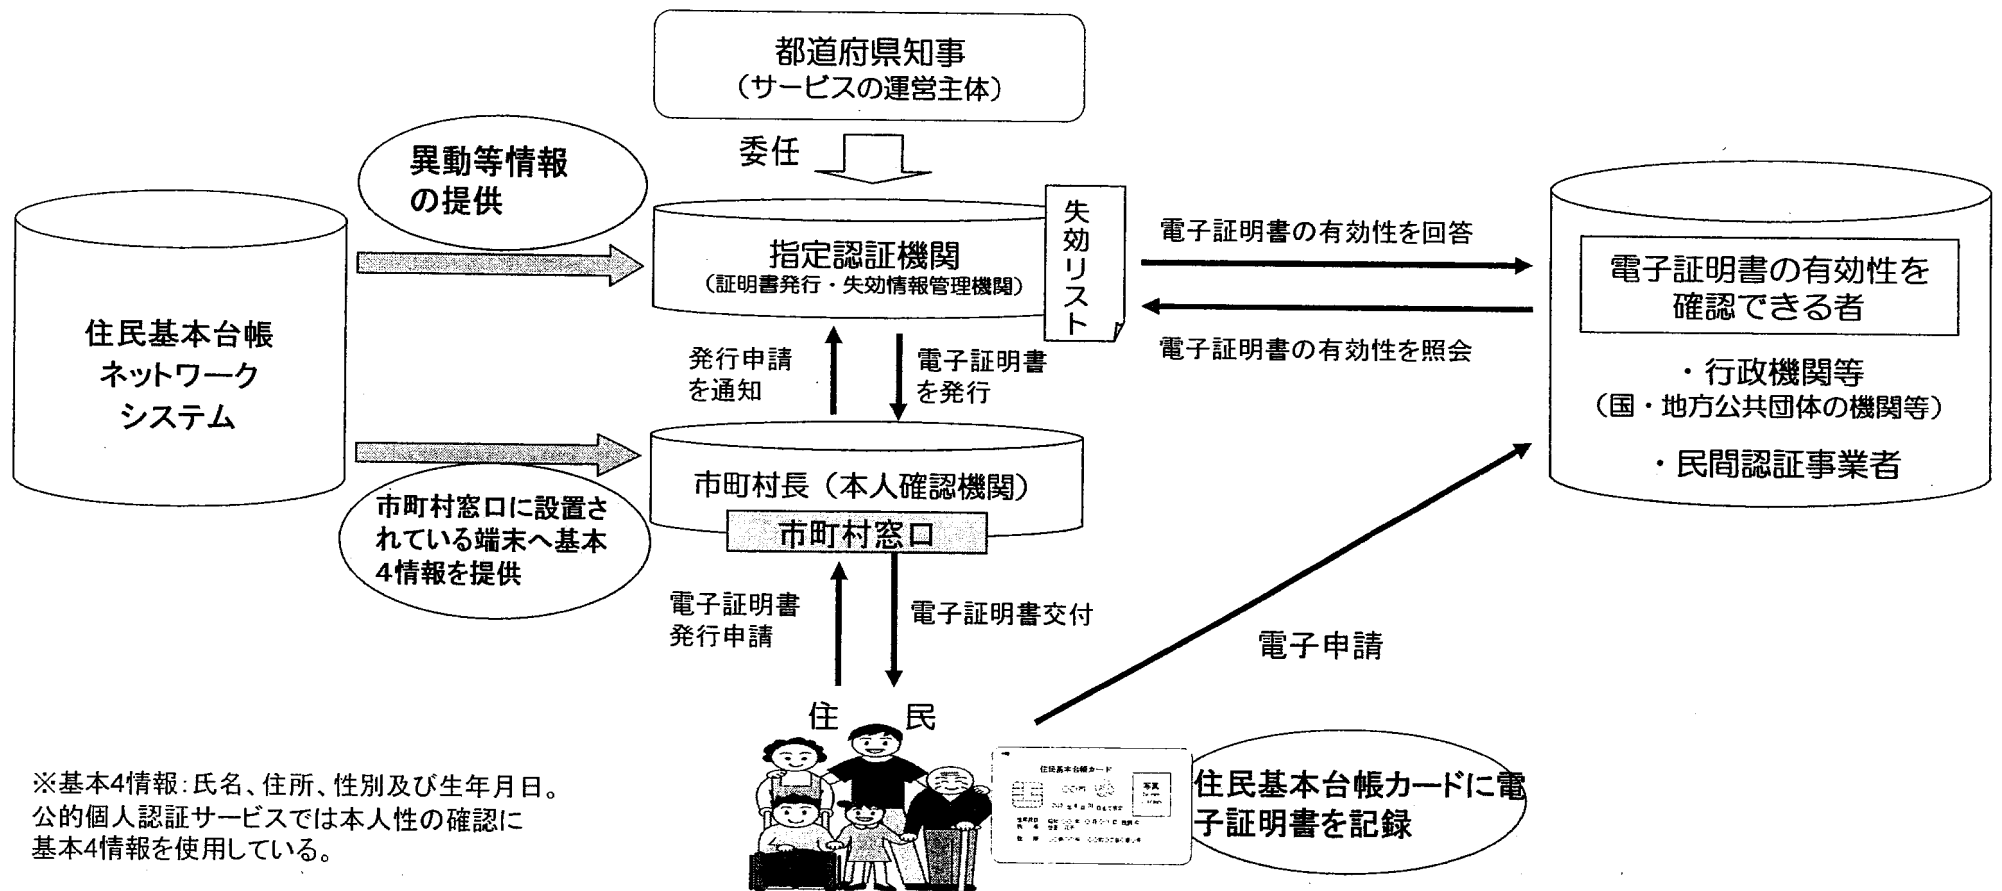 都道府県知事
（サービスの運営主体）
委任
異動等情報
の提供
住民基本台帳
ネットワーク
システム
指定認証機関
（証明書発行・失効情報管理機関）
失効リスト
電子証明書の有効性を回答
電子証明書の有効性を照会
電子証明書の有効性を
確認できる者
・行政機関等
（国・地方公共団体の機関等）
・民間認証事業者
発行申請
を通知
電子証明書
を発行
市町村長（本人確認機関）
市町村窓口
市町村窓口に設置さ
れている端末へ基本
４情報を提供
電子証明書
発行申請
電子証明書交付
電子申請
住　民
住民基本台帳カード
写真
住民基本台帳カードに電
子証明書を記録
※基本4情報：氏名、住所、性別及び生年月日。
公的個人認証サービスでは本人性の確認に
基本4情報を使用している。